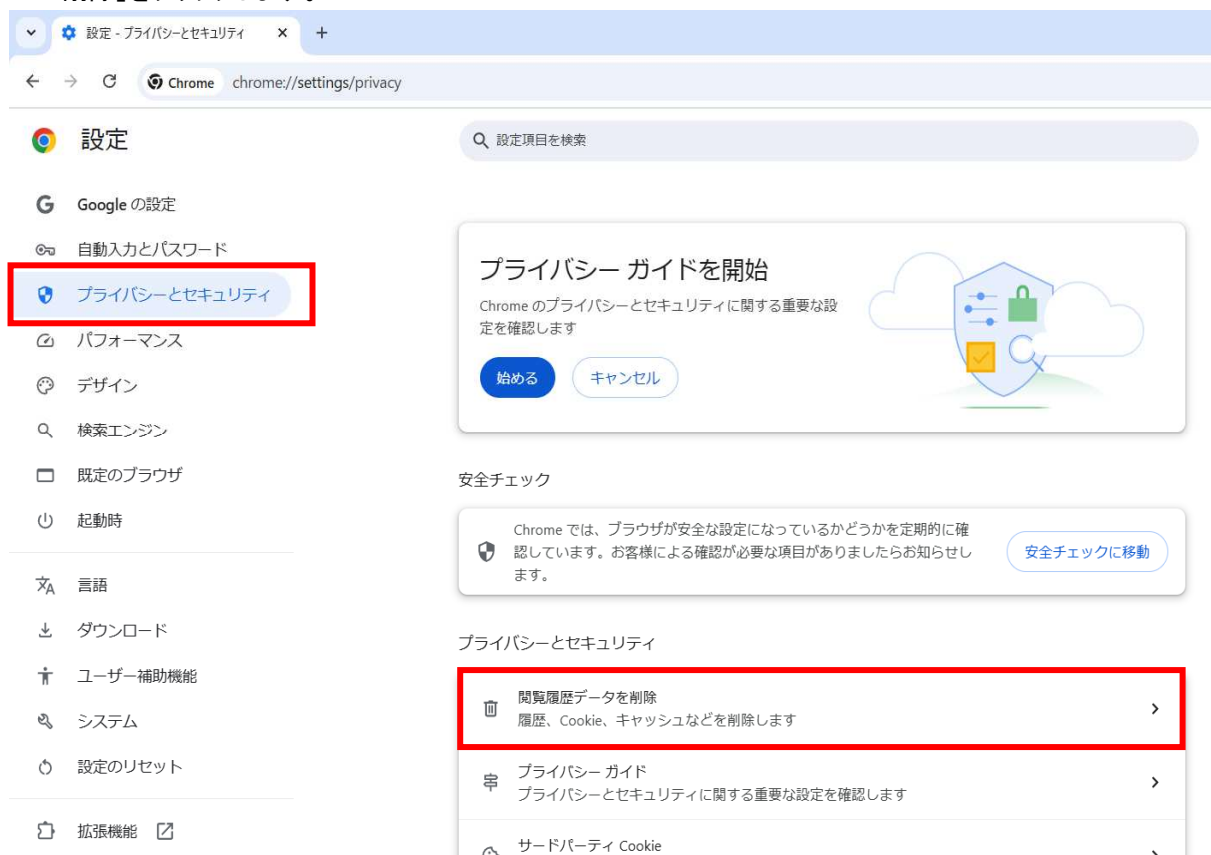 設定 - プライバシーとセキュリティ
Chrome chrome://settings/privacy
設定
設定項目を検索
Google の設定
自動入力とパスワード
プライバシーとセキュリティ
パフォーマンス
デザイン
検索エンジン
既定のブラウザ
起動時
言語
ダウンロード
ユーザー補助機能
システム
設定のリセット
拡張機能
プライバシー ガイドを開始
Chrome のプライバシーとセキュリティに関する重要な設
定を確認します
始める キャンセル
安全チェック
Chrome では、ブラウザが安全な設定になっているかどうかを定期的に確
認しています。お客様による確認が必要な項目がありましたらお知らせし
ます。
安全チェックに移動
プライバシーとセキュリティ
閲覧履歴データを削除
履歴、Cookie、キャッシュなどを削除します
プライバシー ガイド
プライバシーとセキュリティに関する重要な設定を確認します
サードパーティ Cookie